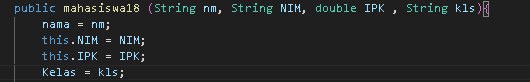 public mahasiswa18 (String nm, String NIM, double IPK , String kls){
nama = nm;
this.NIM = NIM;
this.IPK = IPK;
Kelas = kls;